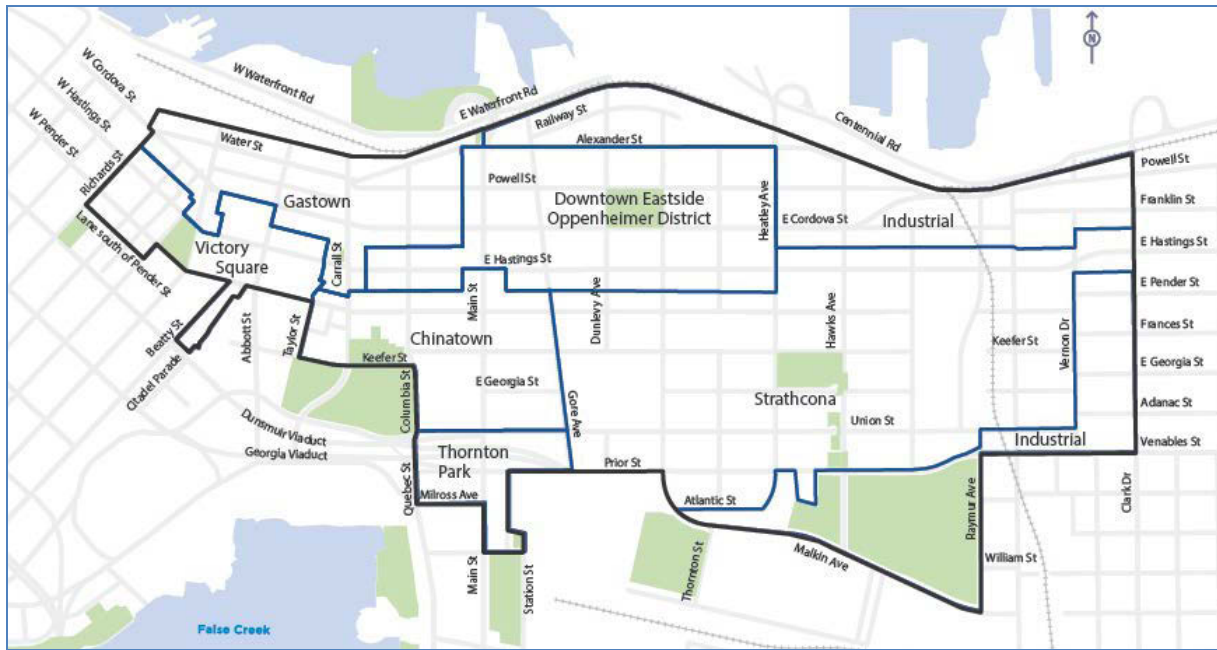 W Cordova St
W Hastings St
W Pender St
W Waterfront Rd
E Waterfront Rd
Railway St
Centennial Rd
N
Water St
Alexander St
Richards St
Powell St
Powell St
Gastown
Downtown Eastside
Oppenheimer District
Heatley Ave
E Cordova St
Industrial
Franklin St
Lane south of Pender St
Victory
Square
Carrall St
E Hastings St
E Hastings St
Main St
Dunlevy Ave
Hawks Ave
E Pender St
Beatty St
Citadel Parade
Abbott St
Taylor St
Chinatown
Keefer St
Keefer St
Vernon Dr
Frances St
E Georgia St
E Georgia St
Columbia St
Gore Ave
Strathcona
Union St
Adanac St
Dunsmuir Viaduct
Georgia Viaduct
Thornton
Park
Industrial
Venables St
Prior St
Quebec St
Milross Ave
Atlantic St
Raymur Ave
Clark Dr
Main St
Station St
Thornton St
Malkin Ave
William St
False Creek